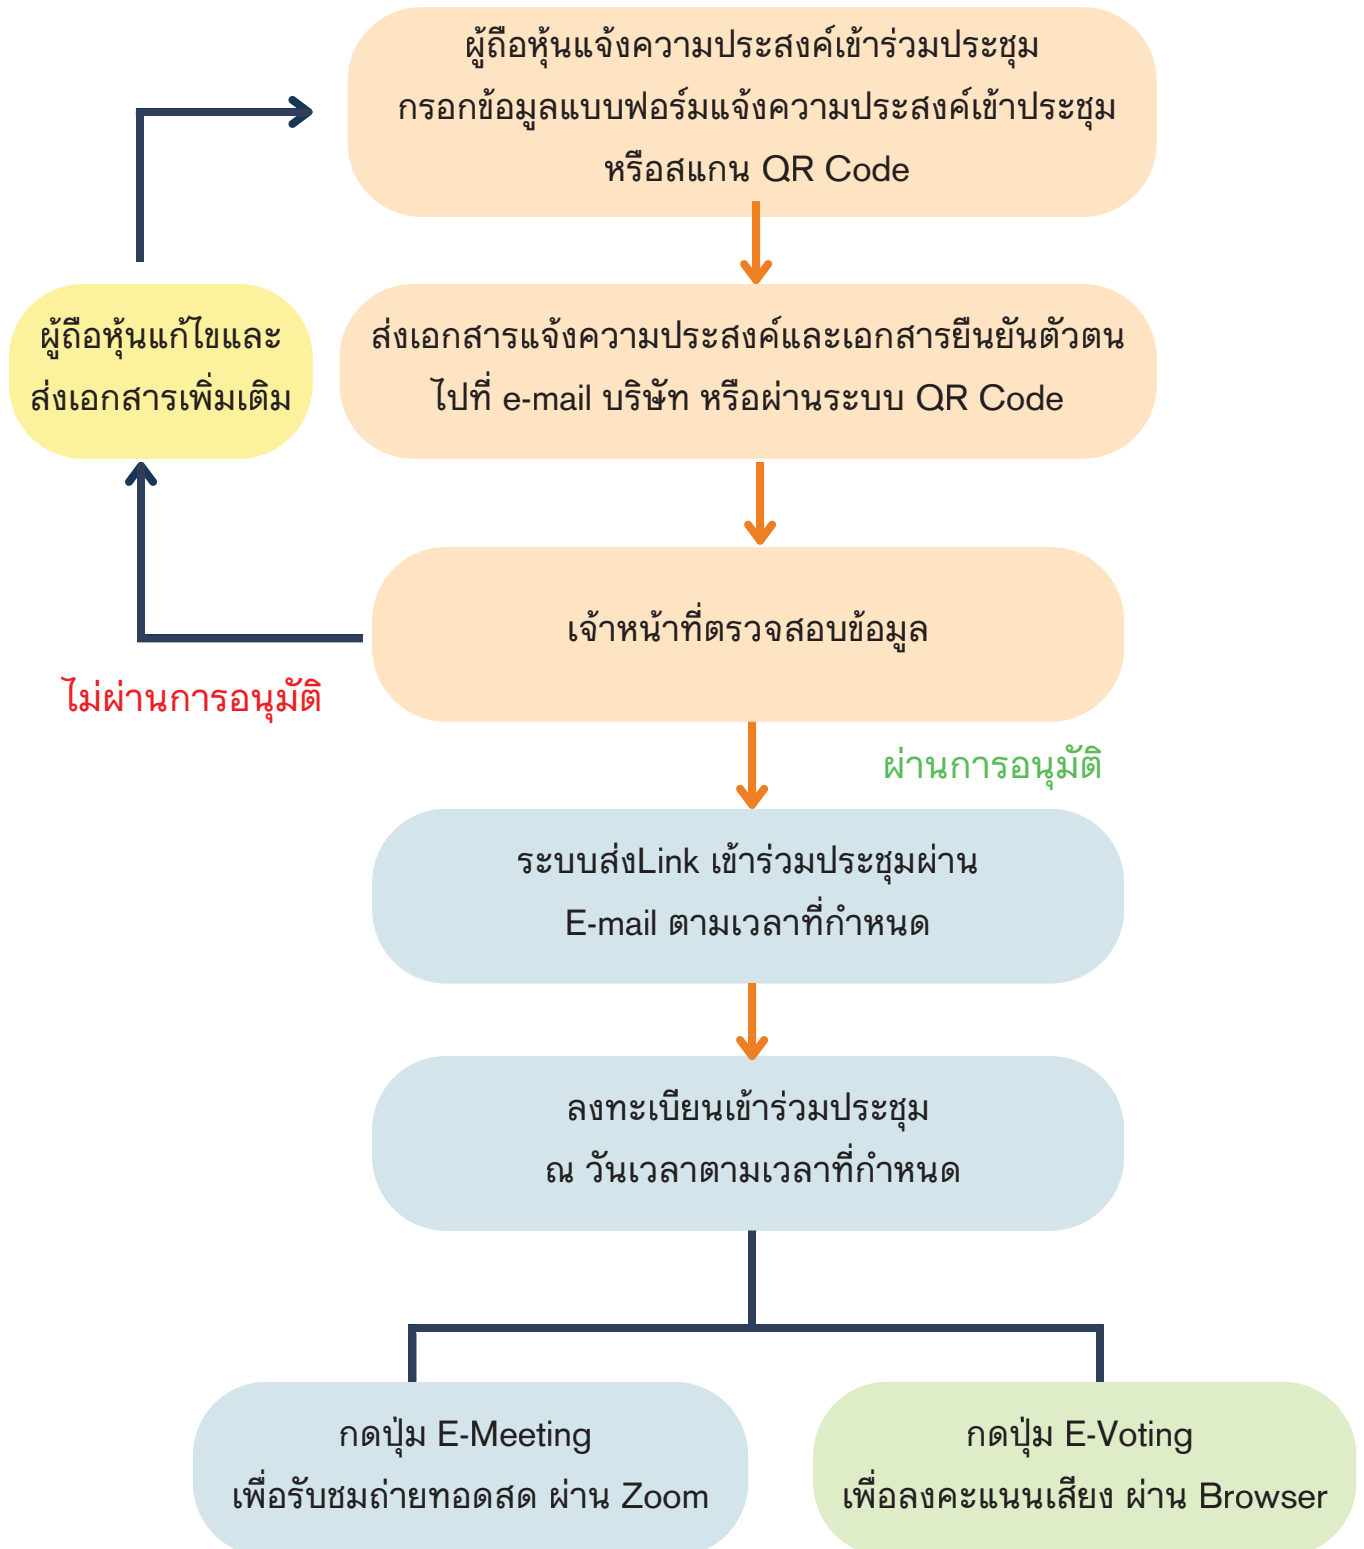 ผู้ถือหุ้นแจ้งความประสงค์เข้าร่วมประชุม
กรอกข้อมูลแบบฟอร์มแจ้งความประสงค์เข้าประชุม
หรือสแกน QR Code
ผู้ถือหุ้นแก้ไขและ
ส่งเอกสารเพิ่มเติม
ส่งเอกสารแจ้งความประสงค์และเอกสารยืนยันตัวตน
ไปที่ e-mail บริษัท หรือผ่านระบบ QR Code
เจ้าหน้าที่ตรวจสอบข้อมูล
ไม่ผ่านการอนุมัติ
ผ่านการอนุมัติ
ระบบส่งLink เข้าร่วมประชุมผ่าน
E-mail ตามเวลาที่กำหนด
ลงทะเบียนเข้าร่วมประชุม
ณ วันเวลาตามเวลาที่กำหนด
กดปุ่ม E-Meeting
เพื่อรับชมถ่ายทอดสด ผ่าน Zoom
กดปุ่ม E-Voting
เพื่อลงคะแนนเสียง ผ่าน Browser